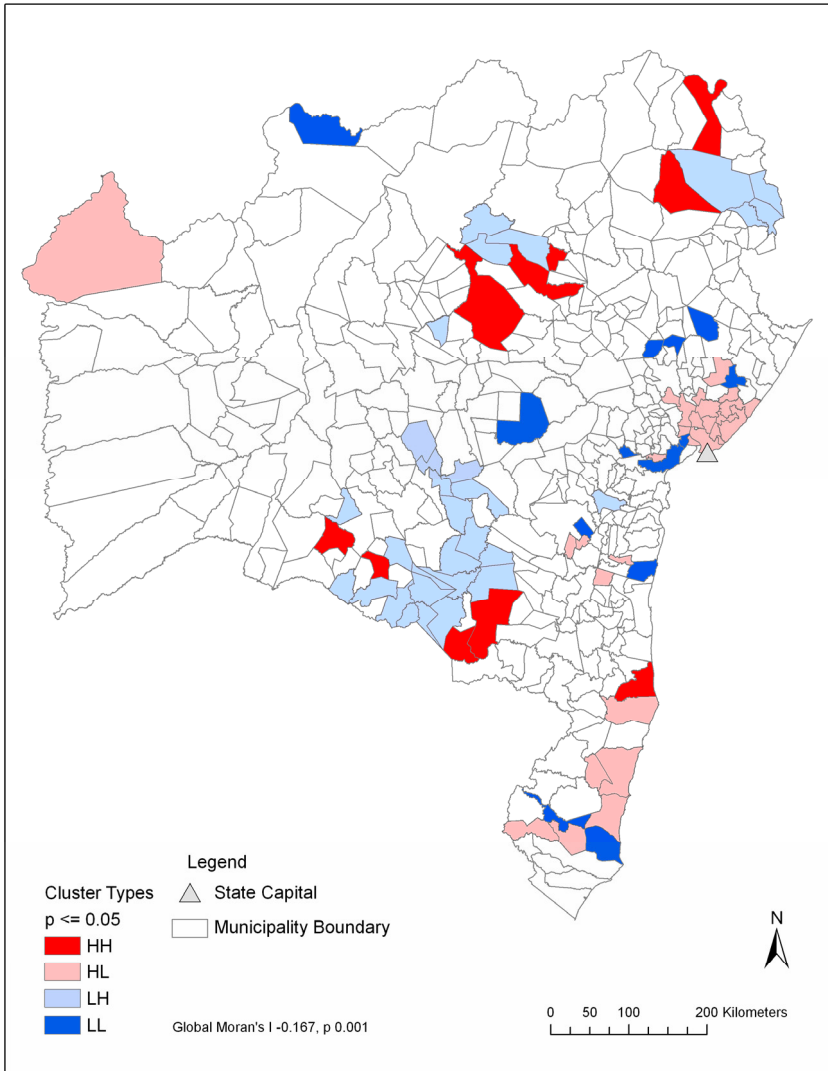 Legend
Cluster Types
State Capital
p <= 0.05
Municipality Boundary
HH
HL
LH
LL
Global Moran's I -0.167, p 0.001
N
0 50 100 200 Kilometers